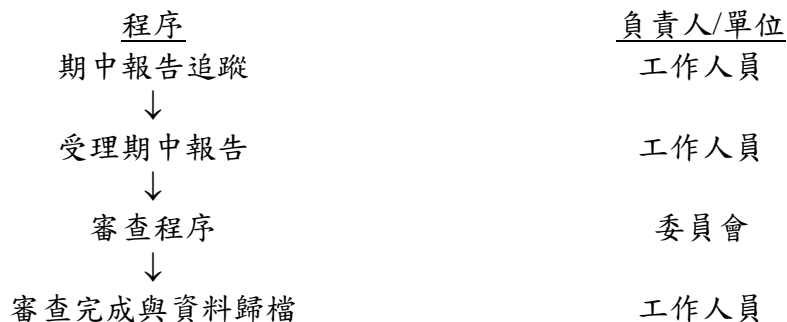 程序 負責人/單位
期中報告追蹤 工作人員
↓
受理期中報告 工作人員
↓
審查程序 委員會
↓
審查完成與資料歸檔 工作人員